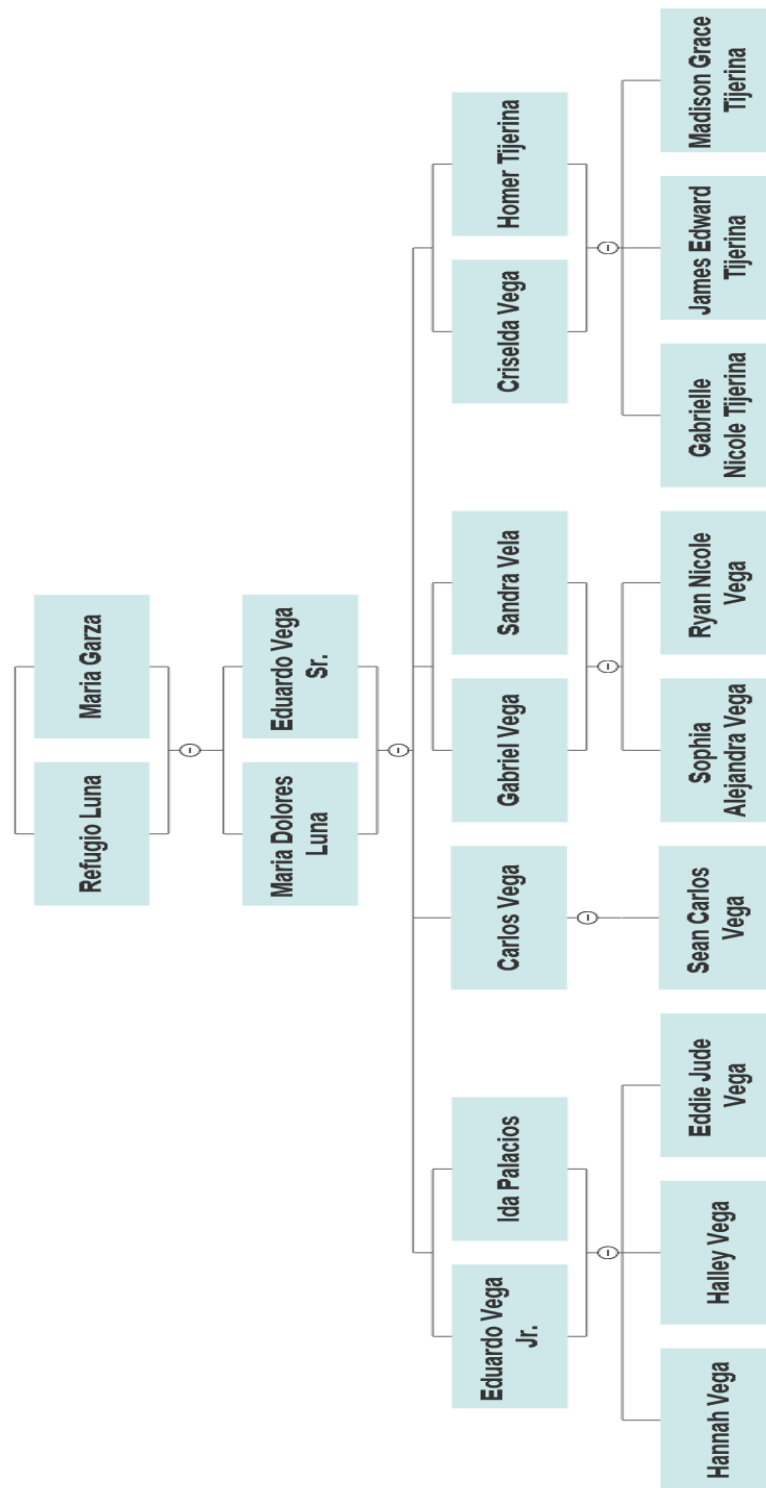 Refugio Luna
Maria Garza
Maria Dolores
Luna
Eduardo Vega
Sr.
Eduardo Vega
Jr.
Ida Palacios
Carlos Vega
Gabriel Vega
Sandra Vela
Criselda Vega
Homer Tijerina
Hannah Vega
Halley Vega
Eddie Jude
Vega
Sean Carlos
Vega
Sophia
Alejandra Vega
Ryan Nicole
Vega
Gabrielle
Nicole Tijerina
James Edward
Tijerina
Madison Grace
Tijerina